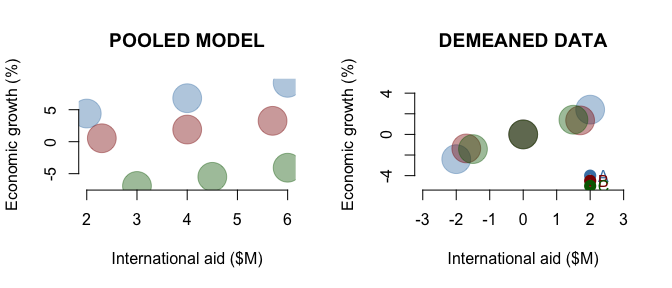 POOLED MODEL
Economic growth (%)
5
0
-5
2 3 4 5 6
International aid ($M)
DEMEANED DATA
Economic growth (%)
4
0
-4
A
-3 -2 -1 0 1 2 3
International aid ($M)